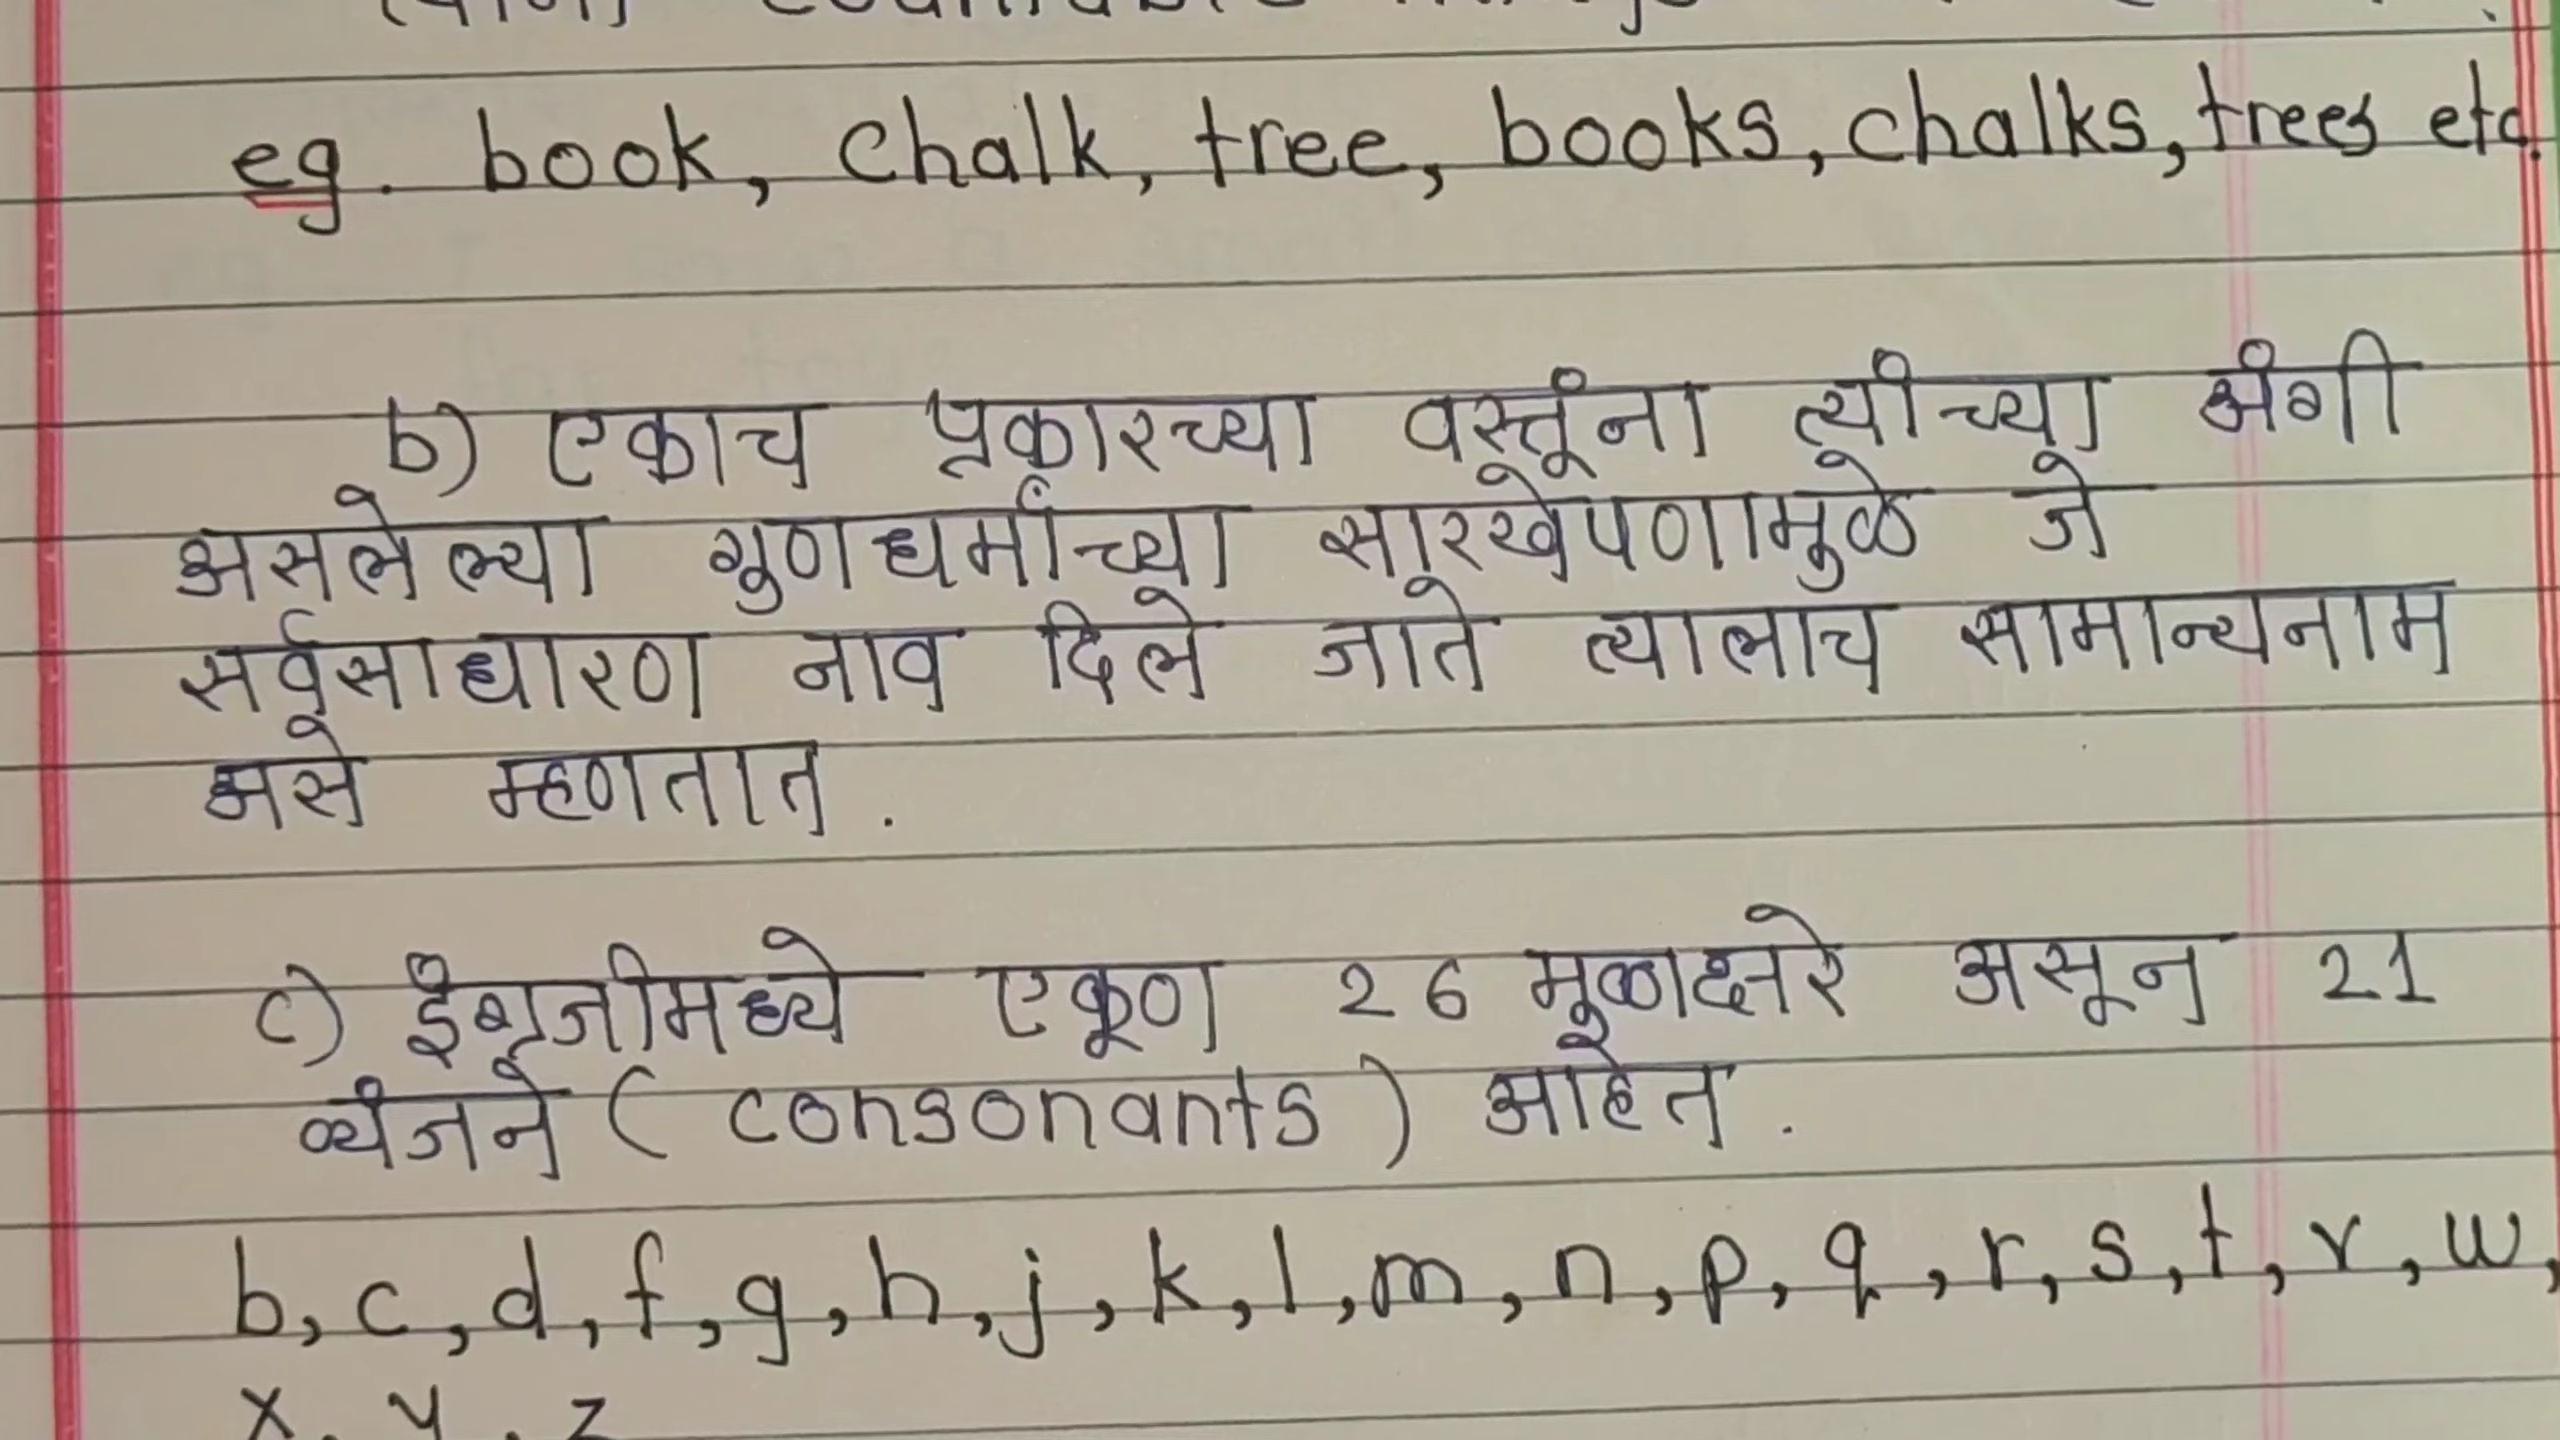 eg. book, chalk, tree, books, chalks, trees etc.
b) एकाच प्रकारच्या वस्तूंना त्यांच्या अंगी
असलेल्या गुणधर्मांच्या सारखेपणामुळे जे
सर्वसाधारण नाव दिले जाते त्यालाच सामान्यनाम
असे म्हणतात .
c) इंग्रजीमध्ये एकूण 26 मुळाक्षरे असून 21
व्यंजने ( consonants ) आहेत .
b, c, d, f, g, h, j, k, l, m, n, p, q, r, s, t, v, w,
x, y, z